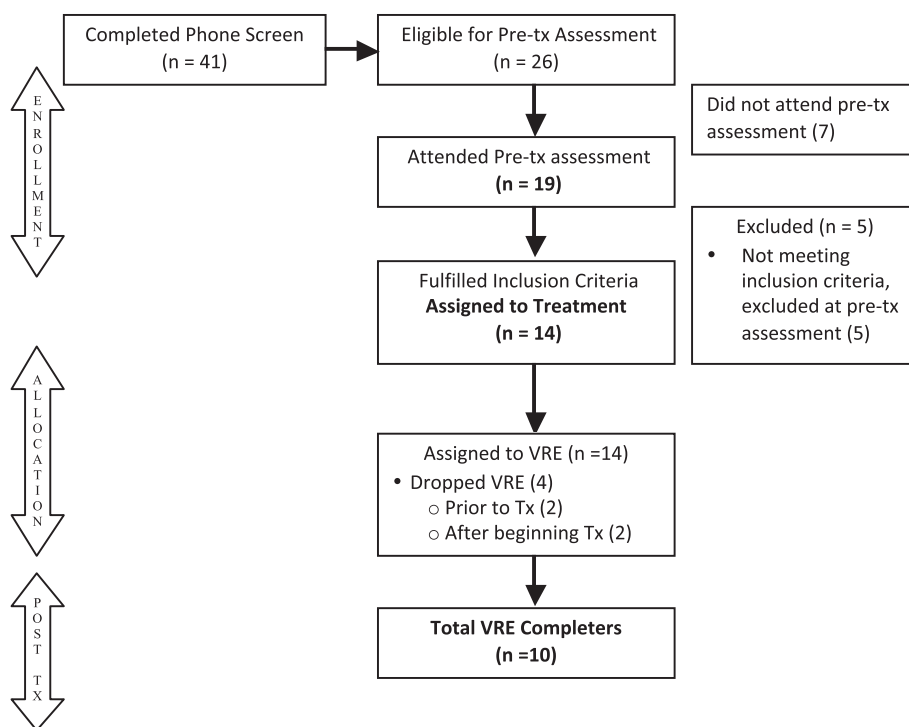 Completed Phone Screen
(n = 41)
Eligible for Pre-tx Assessment
(n = 26)
ENROLLMENT
Did not attend pre-tx
assessment (7)
Attended Pre-tx assessment
(n = 19)
Excluded (n = 5)
• Not meeting
inclusion criteria,
excluded at pre-tx
assessment (5)
Fulfilled Inclusion Criteria
Assigned to Treatment
(n = 14)
ALLOCATION
Assigned to VRE (n =14)
• Dropped VRE (4)
o Prior to Tx (2)
o After beginning Tx (2)
POST TX
Total VRE Completers
(n =10)